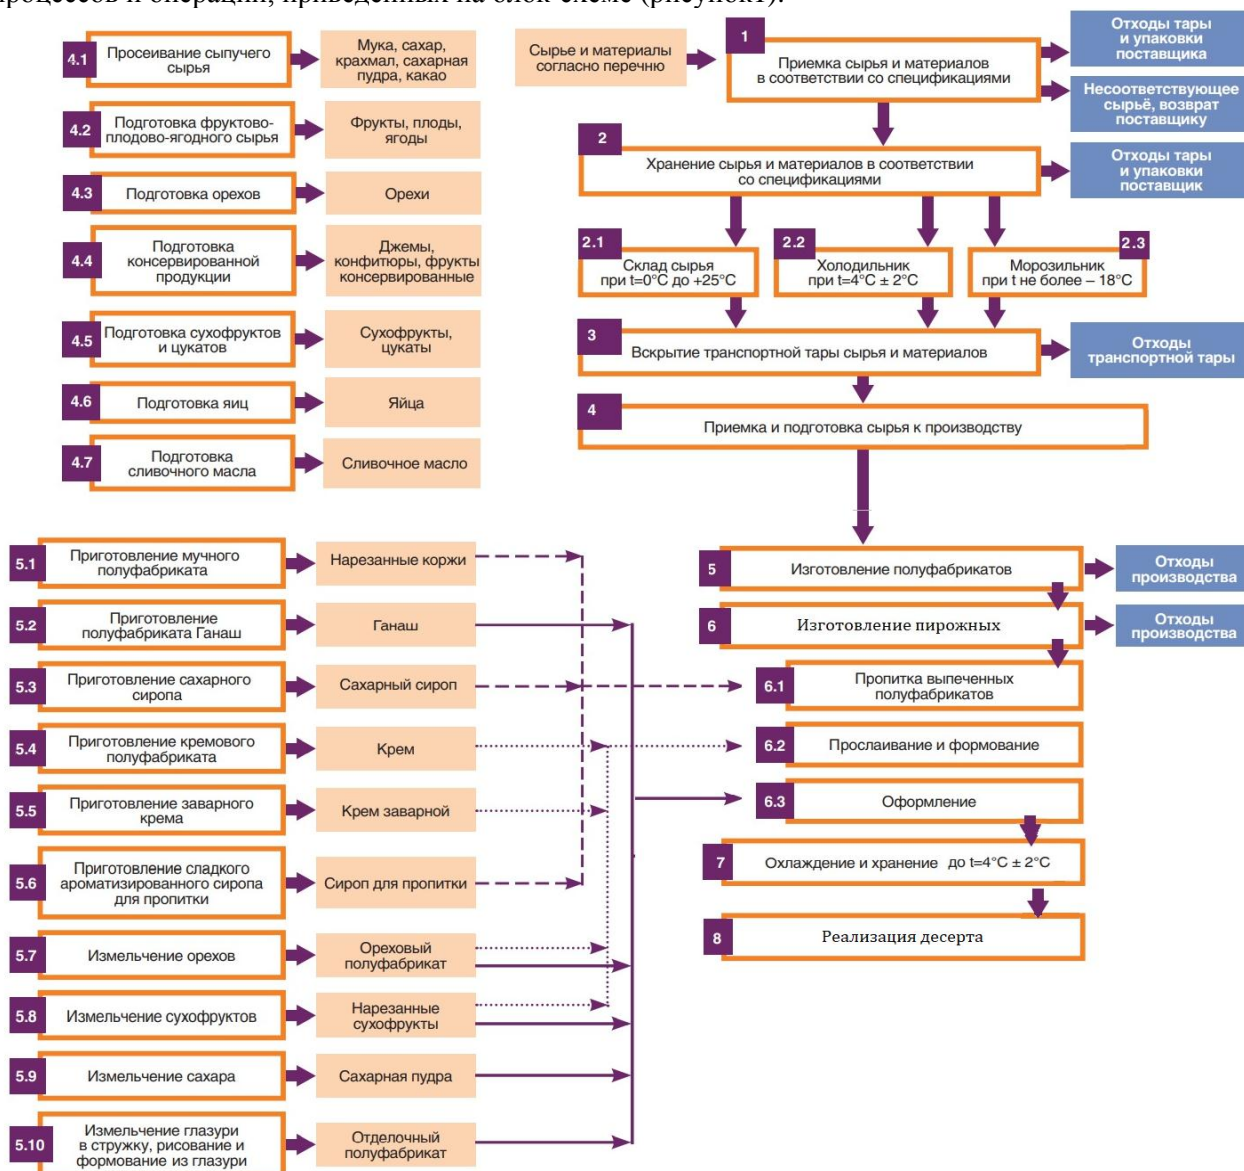 процессов и операций, приведенных на блок-схеме (рисунок1).
4.1
Просеивание сыпучего
сырья
Мука, сахар,
крахмал, сахарная
пудра, какао
4.2
Подготовка фруктово-
плодово-ягодного сырья
Фрукты, плоды,
ягоды
4.3
Подготовка орехов
Орехи
4.4
Подготовка
консервированной
продукции
Джемы,
конфитюры, фрукты
консервированные
4.5
Подготовка сухофруктов
и цукатов
Сухофрукты,
цукаты
4.6
Подготовка яиц
Яйца
4.7
Подготовка
сливочного масла
Сливочное масло
Сырье и материалы
согласно перечню
1
Приемка сырья и материалов
в соответствии со спецификациями
Отходы тары
и упаковки
поставщика
Несоответствующее
сырьё, возврат
поставщику
2
Хранение сырья и материалов в соответствии
со спецификациями
Отходы тары
и упаковки
поставщик
2.1
Склад сырья
при t=0°C до +25°C
2.2
Холодильник
при t=4°C ± 2°C
2.3
Морозильник
при t не более – 18°C
3
Вскрытие транспортной тары сырья и материалов
Отходы
транспортной тары
4
Приемка и подготовка сырья к производству
5.1
Приготовление мучного
полуфабриката
Нарезанные коржи
5.2
Приготовление
полуфабриката Ганаш
Ганаш
5.3
Приготовление сахарного
сиропа
Сахарный сироп
5.4
Приготовление кремового
полуфабриката
Крем
5.5
Приготовление заварного
крема
Крем заварной
5.6
Приготовление сладкого
ароматизированного сиропа
для пропитки
Сироп для пропитки
5.7
Измельчение орехов
Ореховый
полуфабрикат
5.8
Измельчение сухофруктов
Нарезанные
сухофрукты
5.9
Измельчение сахара
Сахарная пудра
5.10
Измельчение глазури
в стружку, рисование и
формование из глазури
Отделочный
полуфабрикат
5
Изготовление полуфабрикатов
Отходы
производства
6
Изготовление пирожных
Отходы
производства
6.1
Пропитка выпеченных
полуфабрикатов
6.2
Прослаивание и формование
6.3
Оформление
7
Охлаждение и хранение до t=4°C ± 2°C
8
Реализация десерта